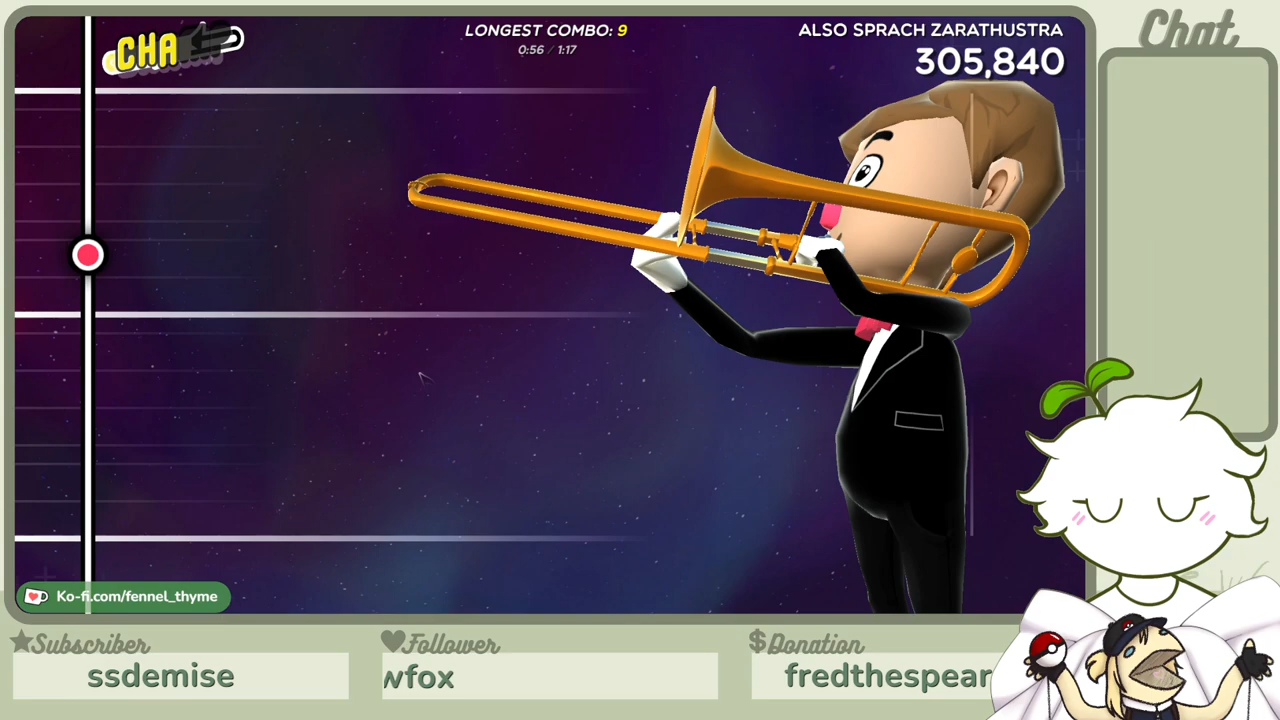 CHA
LONGEST COMBO: 9
0:56 / 1:17
ALSO SPRACH ZARATHUSTRA
305,840
Chat
Ko-fi.com/fennel_thyme
Subscriber
ssdemise
Follower
wfox
$ Donation
fredthespear